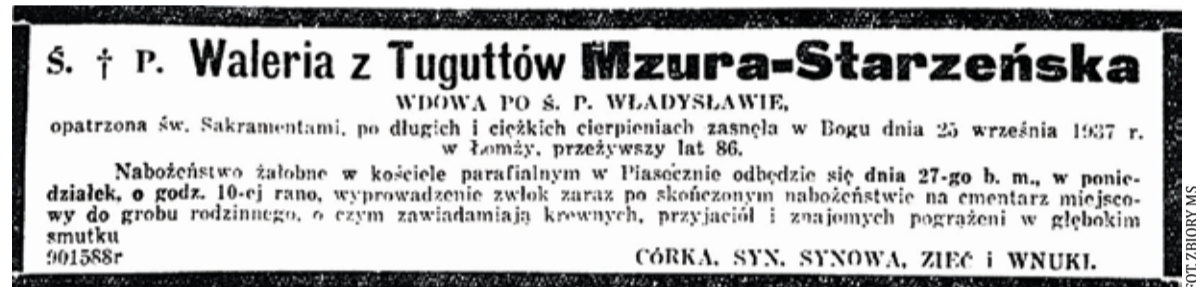 Ś. † P. Waleria z Tuguttów Mzura-Starzeńska
WDOWA PO Ś. P. WŁADYSŁAWIE,
opatrzona św. Sakramentami, po długich i ciężkich cierpieniach zasnęła w Bogu dnia 25 września 1937 r.
w Łomży, przeżywszy lat 86.
Nabożeństwo żałobne w kościele parafialnym w Piasecznie odbędzie się dnia 27-go b. m., w ponie-
działek, o godz. 10-ej rano, wyprowadzenie zwłok zaraz po skończonym nabożeństwie na cmentarz miejsco-
wy do grobu rodzinnego, o czym zawiadamiają krewnych, przyjaciół i znajomych pogrążeni w głębokim
smutku
901588r CÓRKA, SYN, SYNOWA, ZIEĆ i WNUKI.
FOT. ZBIORY MS